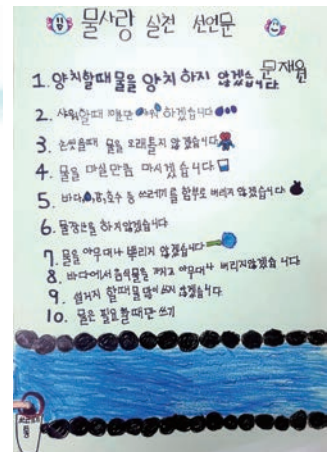 물사랑 실천 선언문
문재원
1. 양치할때 물을 양치 하지 않겠습니다
2. 샤워할때 하겠습니다
3. 손씻을때 물을 오래틀지 않겠습니다
4. 물을 마실만큼 마시겠습니다
5. 바다, 강, 호수 등 쓰레기를 함부로 버리지 않겠습니다
6. 물장난을 하지않겠습니다
7. 물을 아무대나 뿌리지 않겠습니다
8. 바다에서 음식물을 아무대나 버리지않겠습니다
9. 설거지 할때 물 많이 쓰지 않겠습니다
10. 물은 필요할때만 쓰기
쓰레기
통